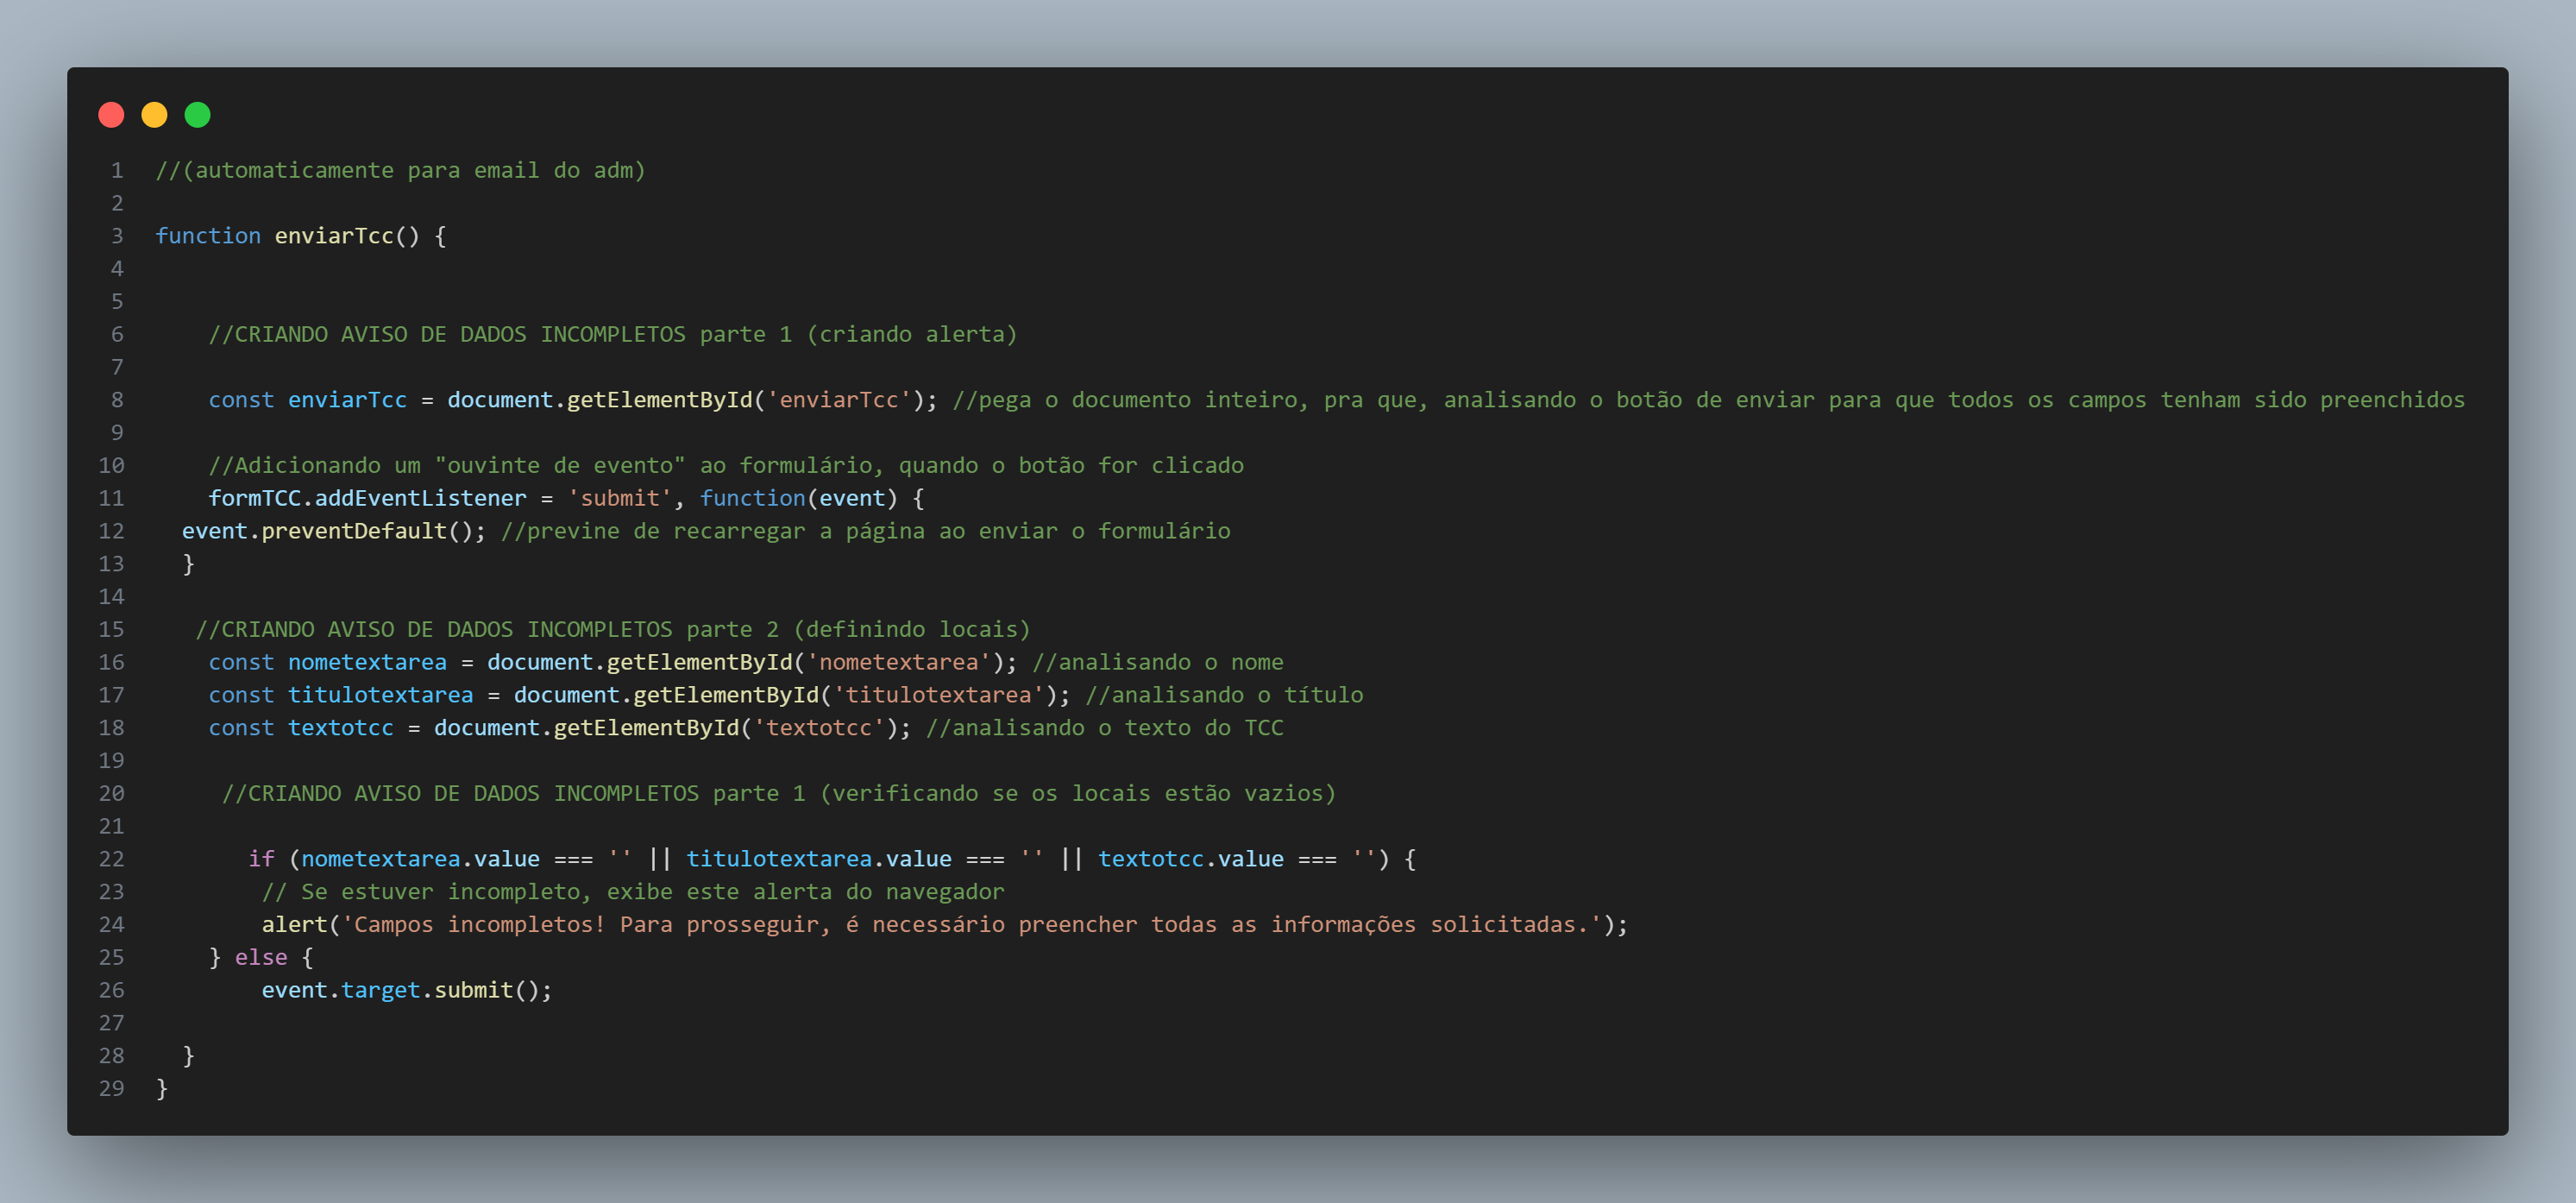 1 //(automaticamente para email do adm)
2
3 function enviarTcc() {
4
5
6     //CRIANDO AVISO DE DADOS INCOMPLETOS parte 1 (criando alerta)
7
8     const enviarTcc = document.getElementById('enviarTcc'); //pega o documento inteiro, pra que, analisando o botão de enviar para que todos os campos tenham sido preenchidos
9
10     //Adicionando um "ouvinte de evento" ao formulário, quando o botão for clicado
11     formTCC.addEventListener = 'submit', function(event) {
12   event.preventDefault(); //previne de recarregar a página ao enviar o formulário
13   }
14
15    //CRIANDO AVISO DE DADOS INCOMPLETOS parte 2 (definindo locais)
16     const nometextarea = document.getElementById('nometextarea'); //analisando o nome
17     const titulotextarea = document.getElementById('titulotextarea'); //analisando o título
18     const textotcc = document.getElementById('textotcc'); //analisando o texto do TCC
19
20      //CRIANDO AVISO DE DADOS INCOMPLETOS parte 1 (verificando se os locais estão vazios)
21
22        if (nometextarea.value === '' || titulotextarea.value === '' || textotcc.value === '') {
23         // Se estuver incompleto, exibe este alerta do navegador
24         alert('Campos incompletos! Para prosseguir, é necessário preencher todas as informações solicitadas.');
25     } else {
26         event.target.submit();
27
28   }
29 }